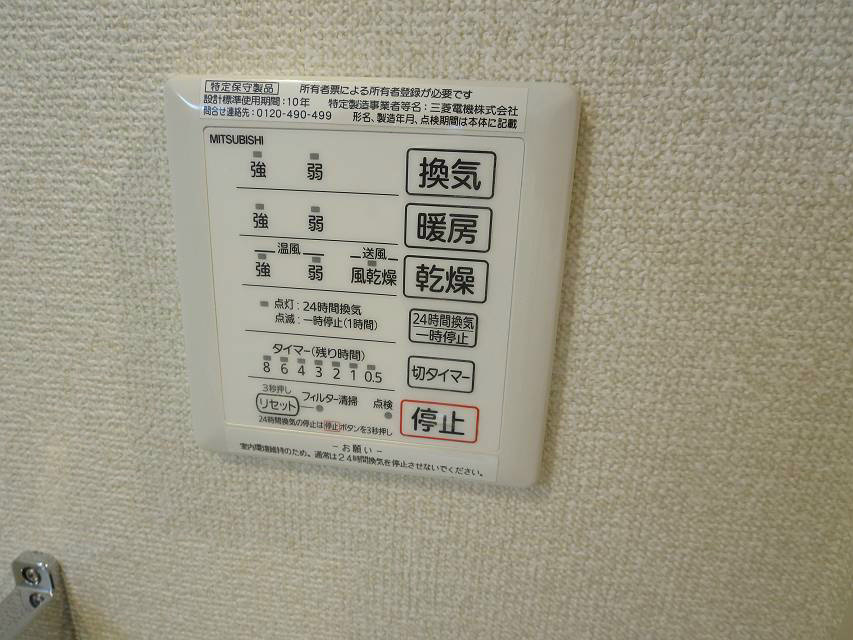 特定保守製品 所有者票による所有者登録が必要です
設計標準使用期間:10年 特定製造事業者等名:三菱電機株式会社
問合せ連絡先:0120-490-499 形名、製造年月、点検期間は本体に記載
MITSUBISHI
強 弱 換気
強 弱 暖房
温風 送風
強 弱 風乾燥 乾燥
点灯:24時間換気
点滅:一時停止(1時間)
24時間換気
一時停止
タイマー(残り時間)
8 6 4 3 2 1 0.5
切タイマー
3秒押し
リセット フィルター清掃 点検
停止
24時間換気の停止は停止ボタンを3秒押し
－お願い－
室内環境維持のため、通常は24時間換気を停止させないでください。